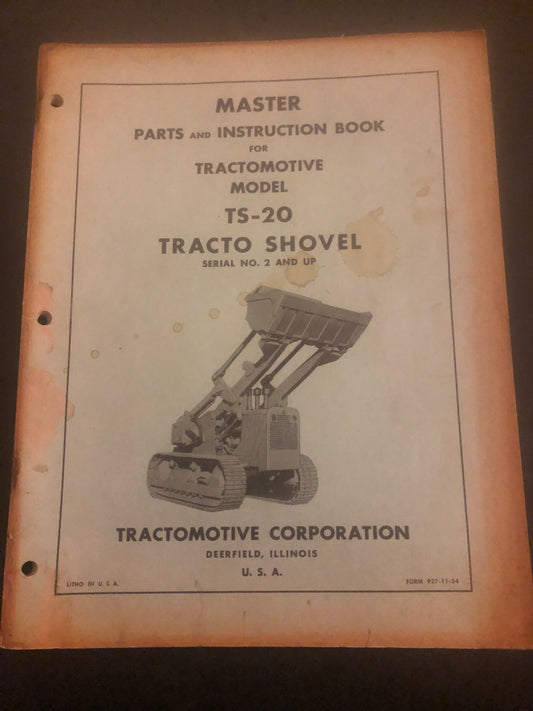 MASTER
PARTS AND INSTRUCTION BOOK
FOR
TRACTOMOTIVE
MODEL
TS-20
TRACTO SHOVEL
SERIAL NO. 2 AND UP
TRACTOMOTIVE CORPORATION
DEERFIELD, ILLINOIS
U. S. A.
LITHO IN U. S. A.
FORM 927-11-54